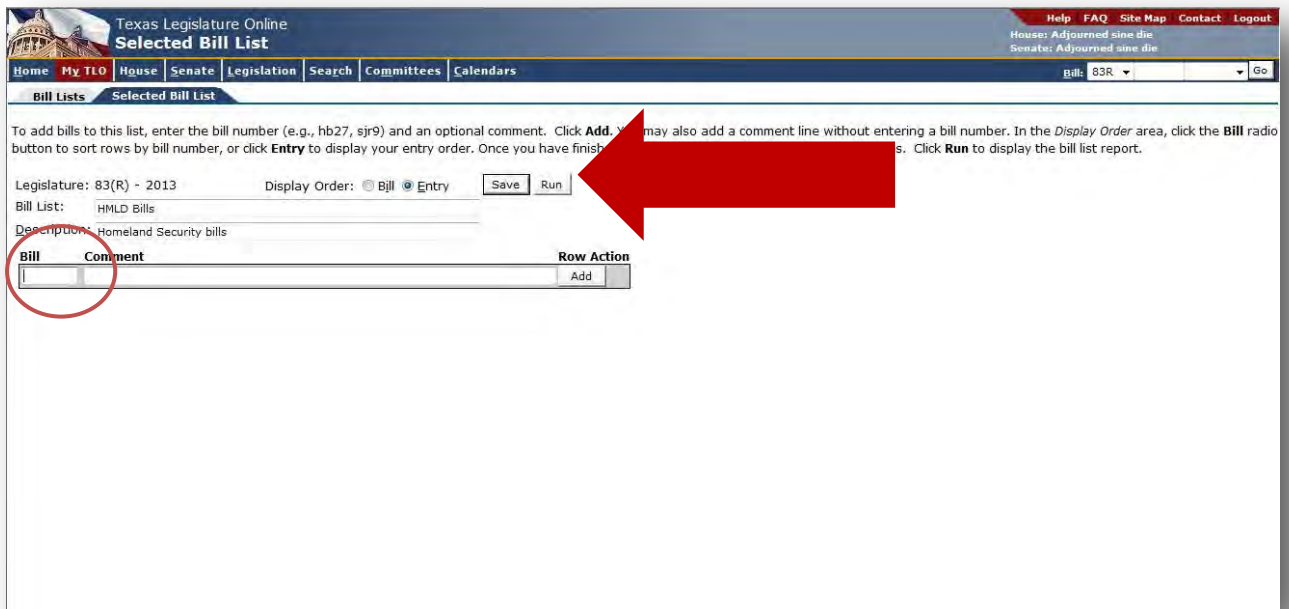 Texas Legislature Online
Selected Bill List
Help FAQ Site Map Contact Logout
House: Adjourned sine die
Senate: Adjourned sine die
Home My TLO House Senate Legislation Search Committees Calendars
Bill: 83R Go
Bill Lists Selected Bill List
To add bills to this list, enter the bill number (e.g., hb27, sjr9) and an optional comment. Click Add. may also add a comment line without entering a bill number. In the Display Order area, click the Bill radio
button to sort rows by bill number, or click Entry to display your entry order. Once you have s. Click Run to display the bill list report.
Legislature: 83(R) - 2013 Display Order: Bill Entry Save Run
Bill List: HMLD Bills
Description: Homeland Security bills
Bill Comment Row Action
Add